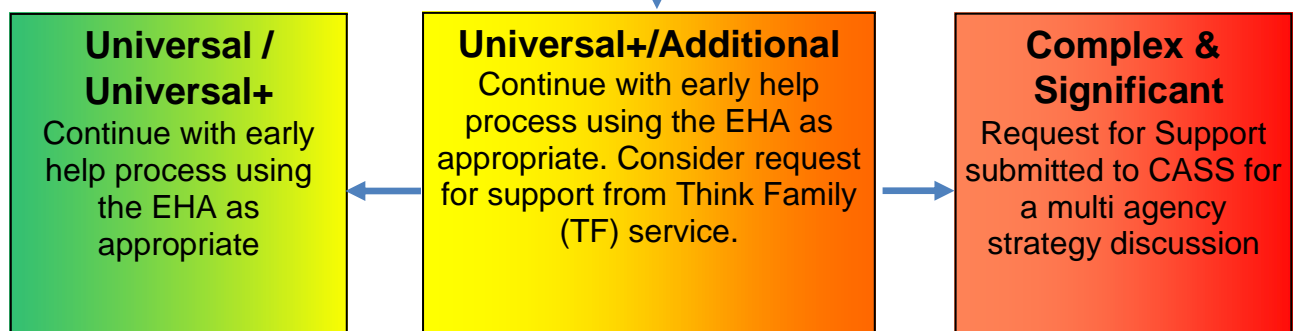 Universal /
Universal+
Continue with early
help process using
the EHA as
appropriate
Universal+/Additional
Continue with early help
process using the EHA as
appropriate. Consider request
for support from Think Family
(TF) service.
Complex &
Significant
Request for Support
submitted to CASS for
a multi agency
strategy discussion